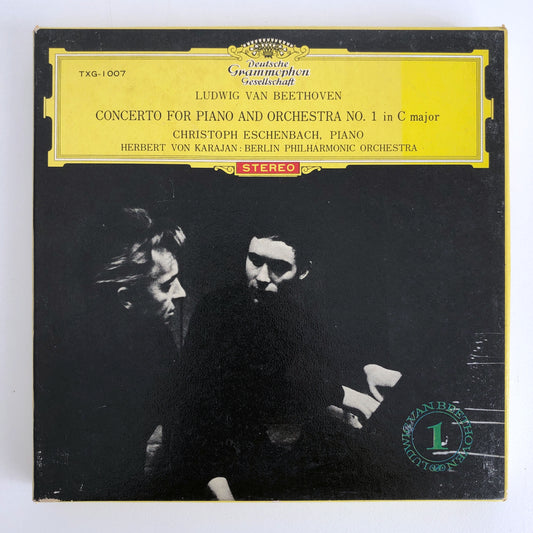 TXG-1007
Deutsche
Grammophon
Gesellschaft
LUDWIG VAN BEETHOVEN
CONCERTO FOR PIANO AND ORCHESTRA NO. 1 in C major
CHRISTOPH ESCHENBACH, PIANO
HERBERT VON KARAJAN: BERLIN PHILHARMONIC ORCHESTRA
STEREO
LUDWIG VAN BEETHOVEN
1